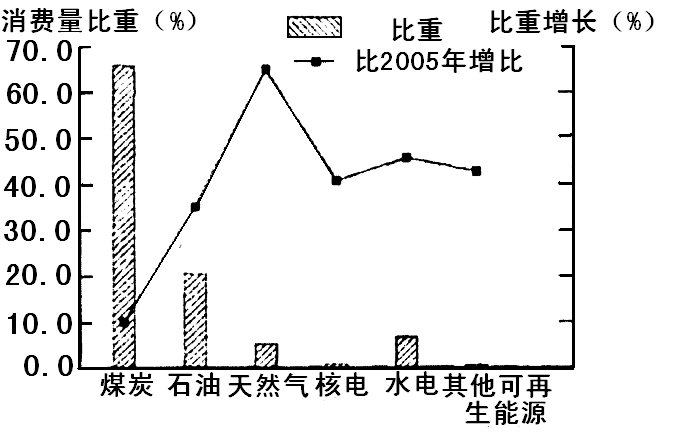 消费量比重（%）
比重
比重增长（%）
比2005年增比
70.0
60.0
50.0
40.0
30.0
20.0
10.0
0.0
煤炭 石油 天然气 核电 水电 其他可再
生能源